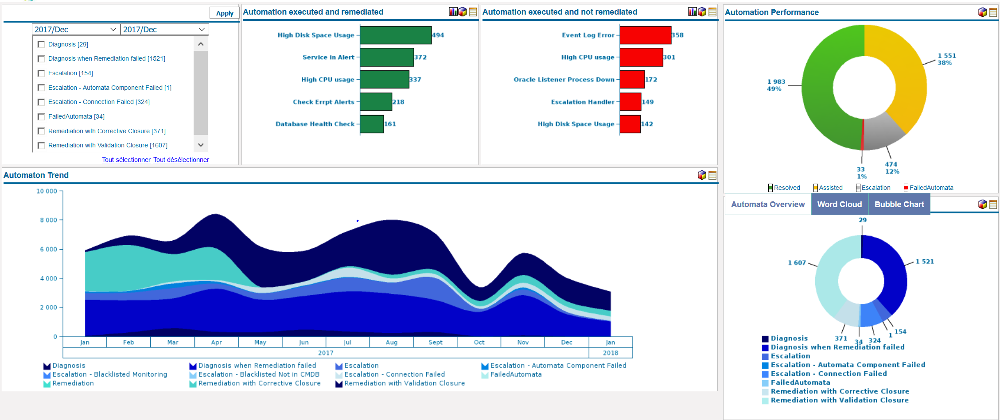 Apply
2017/Dec 2017/Dec
Diagnosis [29]
Diagnosis when Remediation failed [1521]
Escalation [154]
Escalation - Automata Component Failed [1]
Escalation - Connection Failed [324]
FailedAutomata [34]
Remediation with Corrective Closure [371]
Remediation with Validation Closure [1607]
Tout sélectionner Tout désélectionner
Automation executed and remediated
High Disk Space Usage 494
Service in Alert 372
High CPU usage 337
Check Errpt Alerts 218
Database Health Check 161
Automation executed and not remediated
Event Log Error 358
High CPU usage 301
Oracle Listener Process Down 172
Escalation Handler 149
High Disk Space Usage 142
Automation Performance
1 551
38%
1 983
49%
474
12%
33
1%
Resolved Assisted Escalation FailedAutomata
Automaton Trend
10 000
8 000
6 000
4 000
2 000
0
Jan Feb Mar Apr May Jun Jul Aug Sept Oct Nov Dec Jan
2017 2018
Diagnosis Diagnosis when Remediation failed Escalation Escalation - Automata Component Failed
Escalation - Blacklisted Monitoring Escalation - Blacklisted Not in CMDB Escalation - Connection Failed FailedAutomata
Remediation Remediation with Corrective Closure Remediation with Validation Closure
Automata Overview Word Cloud Bubble Chart
29
1 607 1 521
154
1
371 34 324
Diagnosis
Diagnosis when Remediation failed
Escalation
Escalation - Automata Component Failed
Escalation - Connection Failed
FailedAutomata
Remediation with Corrective Closure
Remediation with Validation Closure